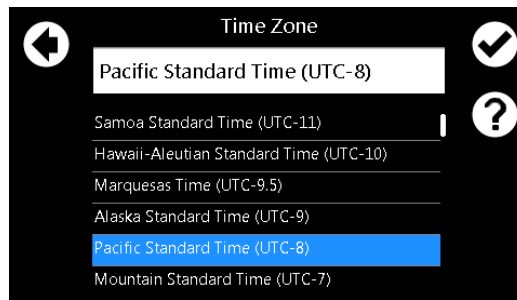 Time Zone
Pacific Standard Time (UTC-8)
Samoa Standard Time (UTC-11)
Hawaii-Aleutian Standard Time (UTC-10)
Marquesas Time (UTC-9.5)
Alaska Standard Time (UTC-9)
Pacific Standard Time (UTC-8)
Mountain Standard Time (UTC-7)
?